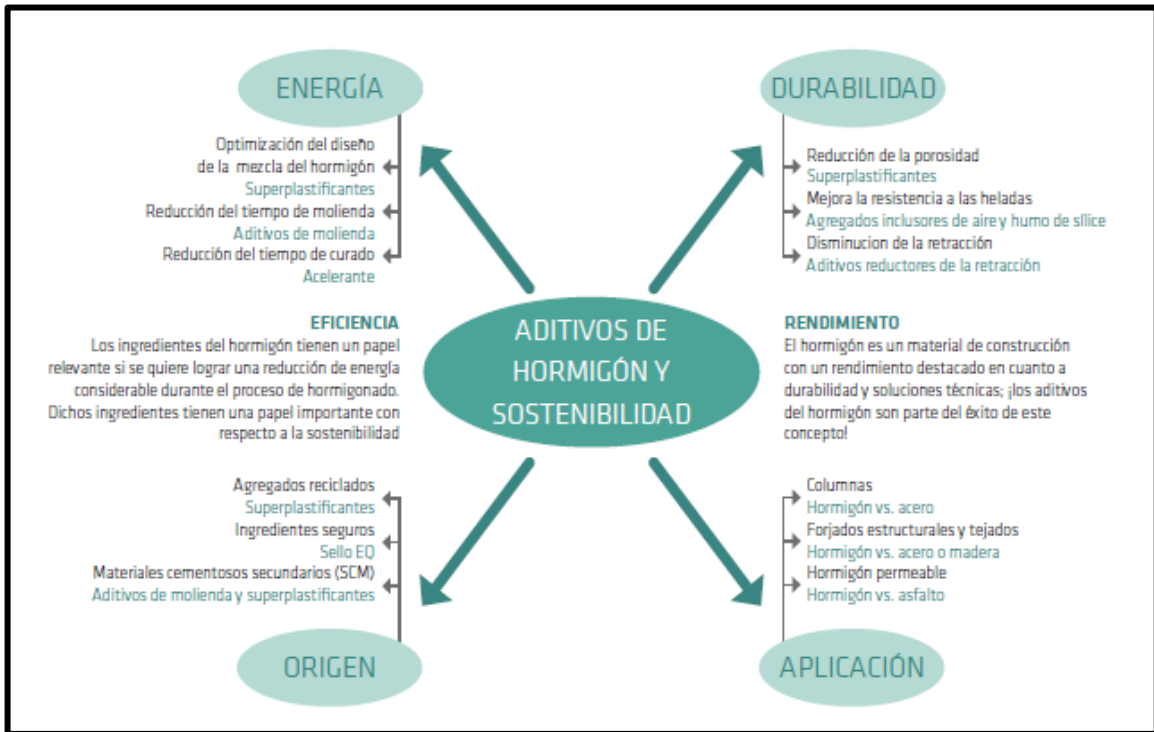 ENERGÍA
Optimización del diseño
de la mezcla del hormigón
Superplastificantes
Reducción del tiempo de molienda
Aditivos de molienda
Reducción del tiempo de curado
Acelerante
DURABILIDAD
Reducción de la porosidad
Superplastificantes
Mejora la resistencia a las heladas
Agregados inclusores de aire y humo de sílice
Disminucion de la retracción
Aditivos reductores de la retracción
EFICIENCIA
Los ingredientes del hormigón tienen un papel
relevante si se quiere lograr una reducción de energía
considerable durante el proceso de hormigonado.
Dichos ingredientes tienen una papel importante con
respecto a la sostenibilidad
ADITIVOS DE
HORMIGÓN Y
SOSTENIBILIDAD
RENDIMIENTO
El hormigón es un material de construcción
con un rendimiento destacado en cuanto a
durabilidad y soluciones técnicas; ¡los aditivos
del hormigón son parte del éxito de este
concepto!
Agregados reciclados
Superplastificantes
Ingredientes seguros
Sello EQ
Materiales cementosos secundarios (SCM)
Aditivos de molienda y superplastificantes
ORIGEN
Columnas
Hormigón vs. acero
Forjados estructurales y tejados
Hormigón vs. acero o madera
Hormigón permeable
Hormigón vs. asfalto
APLICACIÓN